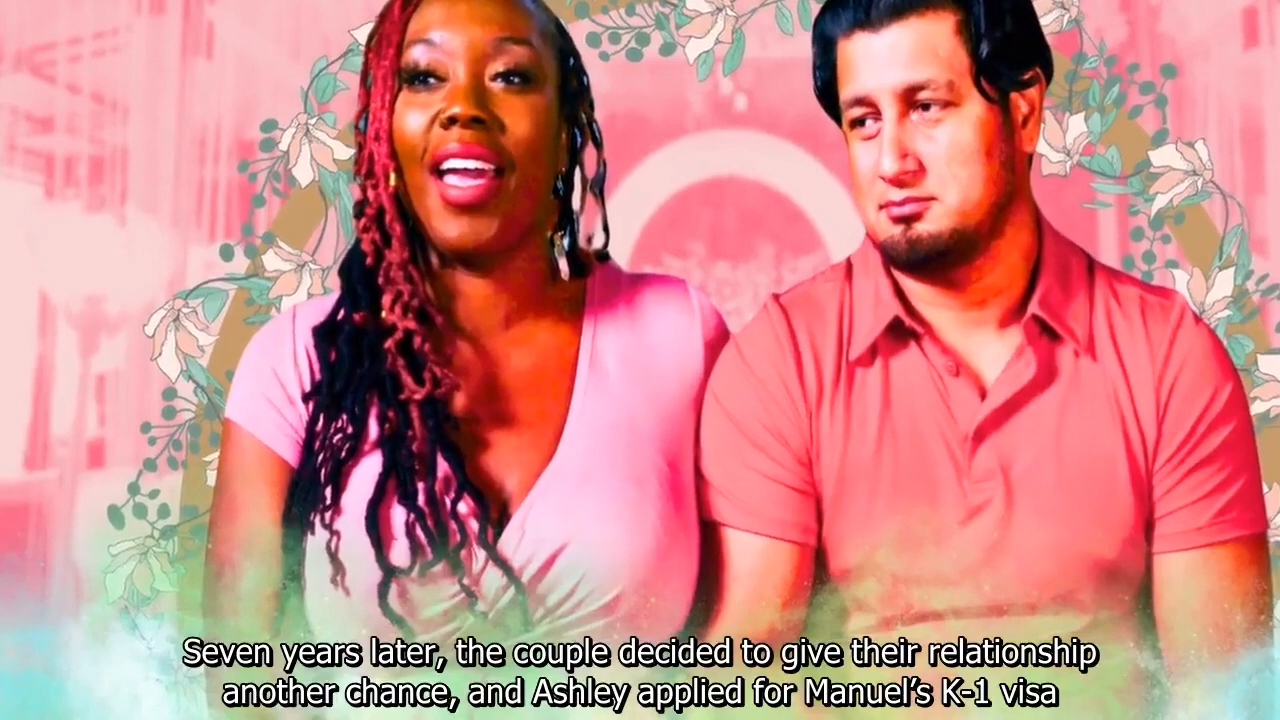 Seven years later, the couple decided to give their relationship
another chance, and Ashley applied for Manuel’s K-1 visa